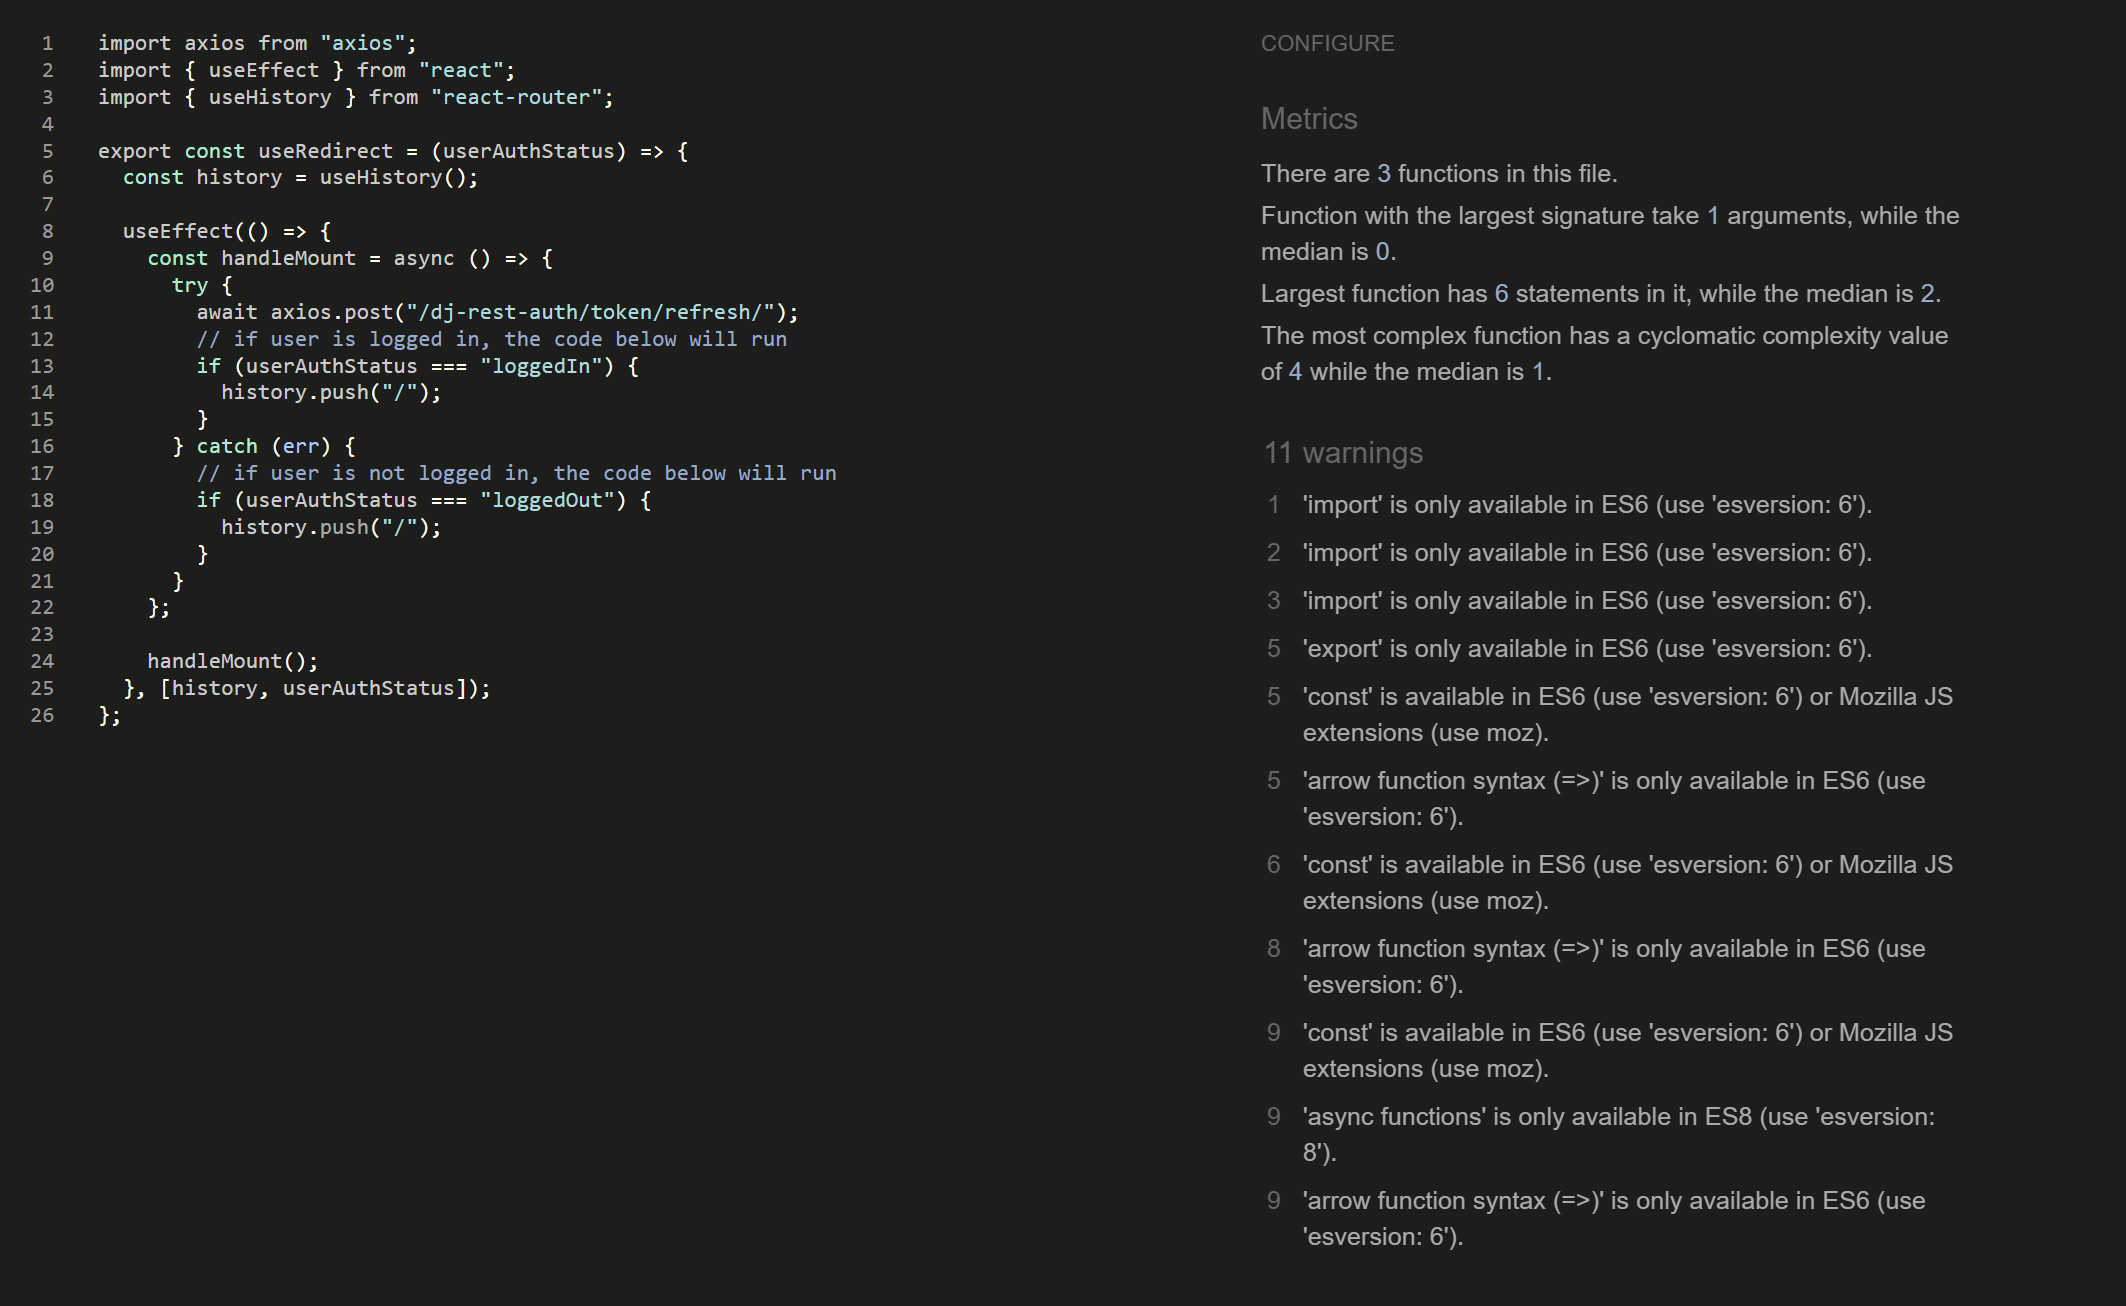 1 import axios from "axios";
2 import { useEffect } from "react";
3 import { useHistory } from "react-router";
4
5 export const useRedirect = (userAuthStatus) => {
6   const history = useHistory();
7
8   useEffect(() => {
9     const handleMount = async () => {
10       try {
11         await axios.post("/dj-rest-auth/token/refresh/");
12         // if user is logged in, the code below will run
13         if (userAuthStatus === "loggedIn") {
14           history.push("/");
15         }
16       } catch (err) {
17         // if user is not logged in, the code below will run
18         if (userAuthStatus === "loggedOut") {
19           history.push("/");
20         }
21       }
22     };
23
24     handleMount();
25   }, [history, userAuthStatus]);
26 };
CONFIGURE
Metrics
There are 3 functions in this file.
Function with the largest signature take 1 arguments, while the
median is 0.
Largest function has 6 statements in it, while the median is 2.
The most complex function has a cyclomatic complexity value
of 4 while the median is 1.
11 warnings
1 'import' is only available in ES6 (use 'esversion: 6').
2 'import' is only available in ES6 (use 'esversion: 6').
3 'import' is only available in ES6 (use 'esversion: 6').
5 'export' is only available in ES6 (use 'esversion: 6').
5 'const' is available in ES6 (use 'esversion: 6') or Mozilla JS
extensions (use moz).
5 'arrow function syntax (=>)' is only available in ES6 (use
'esversion: 6').
6 'const' is available in ES6 (use 'esversion: 6') or Mozilla JS
extensions (use moz).
8 'arrow function syntax (=>)' is only available in ES6 (use
'esversion: 6').
9 'const' is available in ES6 (use 'esversion: 6') or Mozilla JS
extensions (use moz).
9 'async functions' is only available in ES8 (use 'esversion:
8').
9 'arrow function syntax (=>)' is only available in ES6 (use
'esversion: 6').